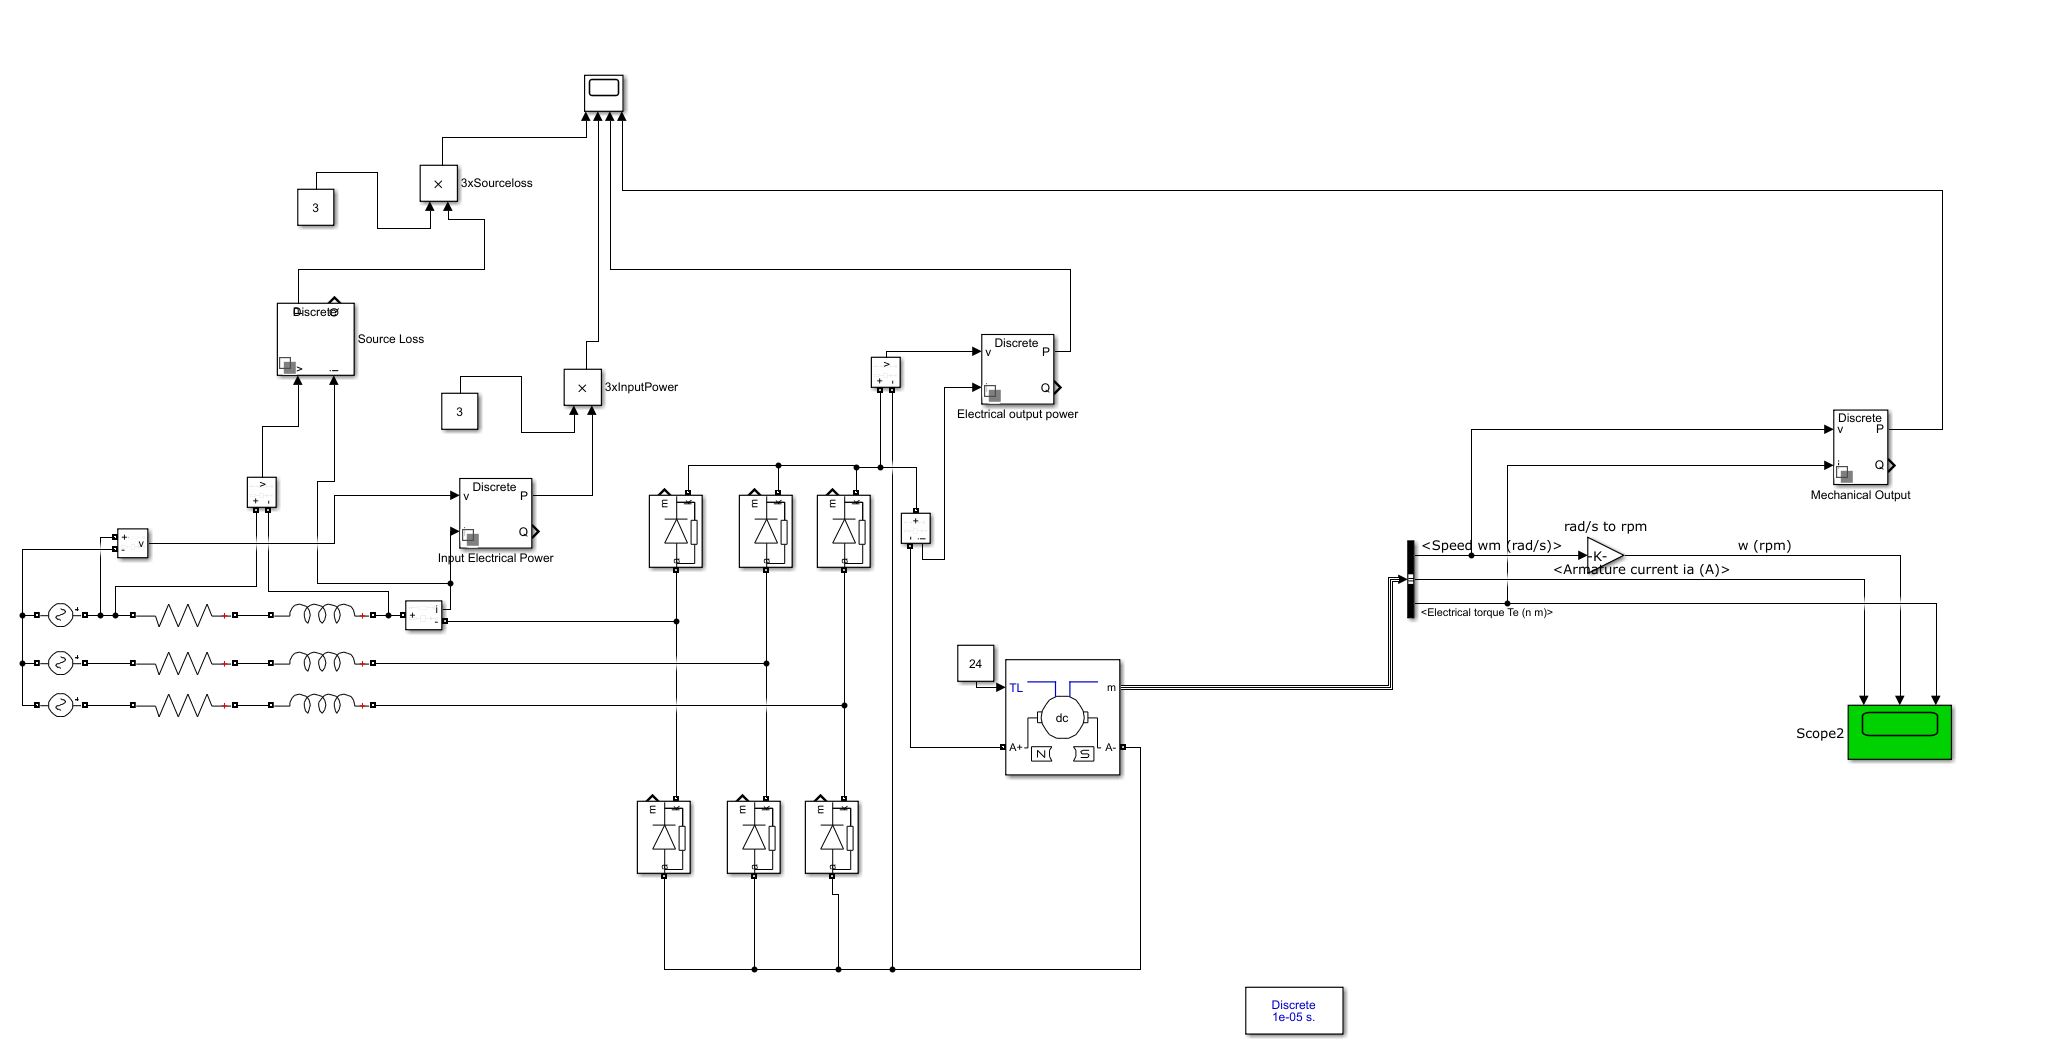 3xSourceloss
3
Discrete
Source Loss
v
i
3
3xInputPower
Discrete
v
P
Q
Input Electrical Power
v
+
-
+
-
v
+
i
-
Discrete
v
P
Q
Electrical output power
v
+
-
+
-
i
m
k
a
m
k
a
m
k
a
m
k
a
m
k
a
m
k
a
24
TL
m
dc
A+
A-
N
S
Discrete
v
P
Q
Mechanical Output
rad/s to rpm
<Speed wm (rad/s)>
-K-
w (rpm)
<Armature current ia (A)>
<Electrical torque Te (n m)>
Scope2
Discrete
1e-05 s.